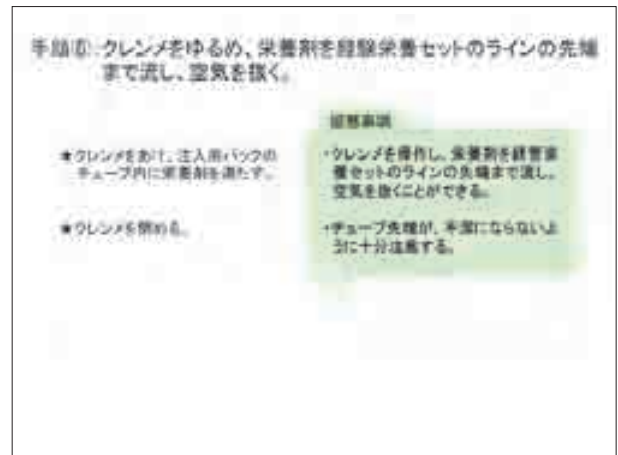 手順⑥:クレンメをゆるめ、栄養剤を経腸栄養セットのラインの先端
まで流し、空気を抜く。
留意事項
★クレンメをあけ、注入用バックの
チューブ内に栄養剤を満たす。
・クレンメを操作し、栄養剤を経管栄
養セットのラインの先端まで流し、
空気を抜くことができる。
★クレンメを閉める。
・チューブ先端が、不潔にならないよ
うに十分注意する。